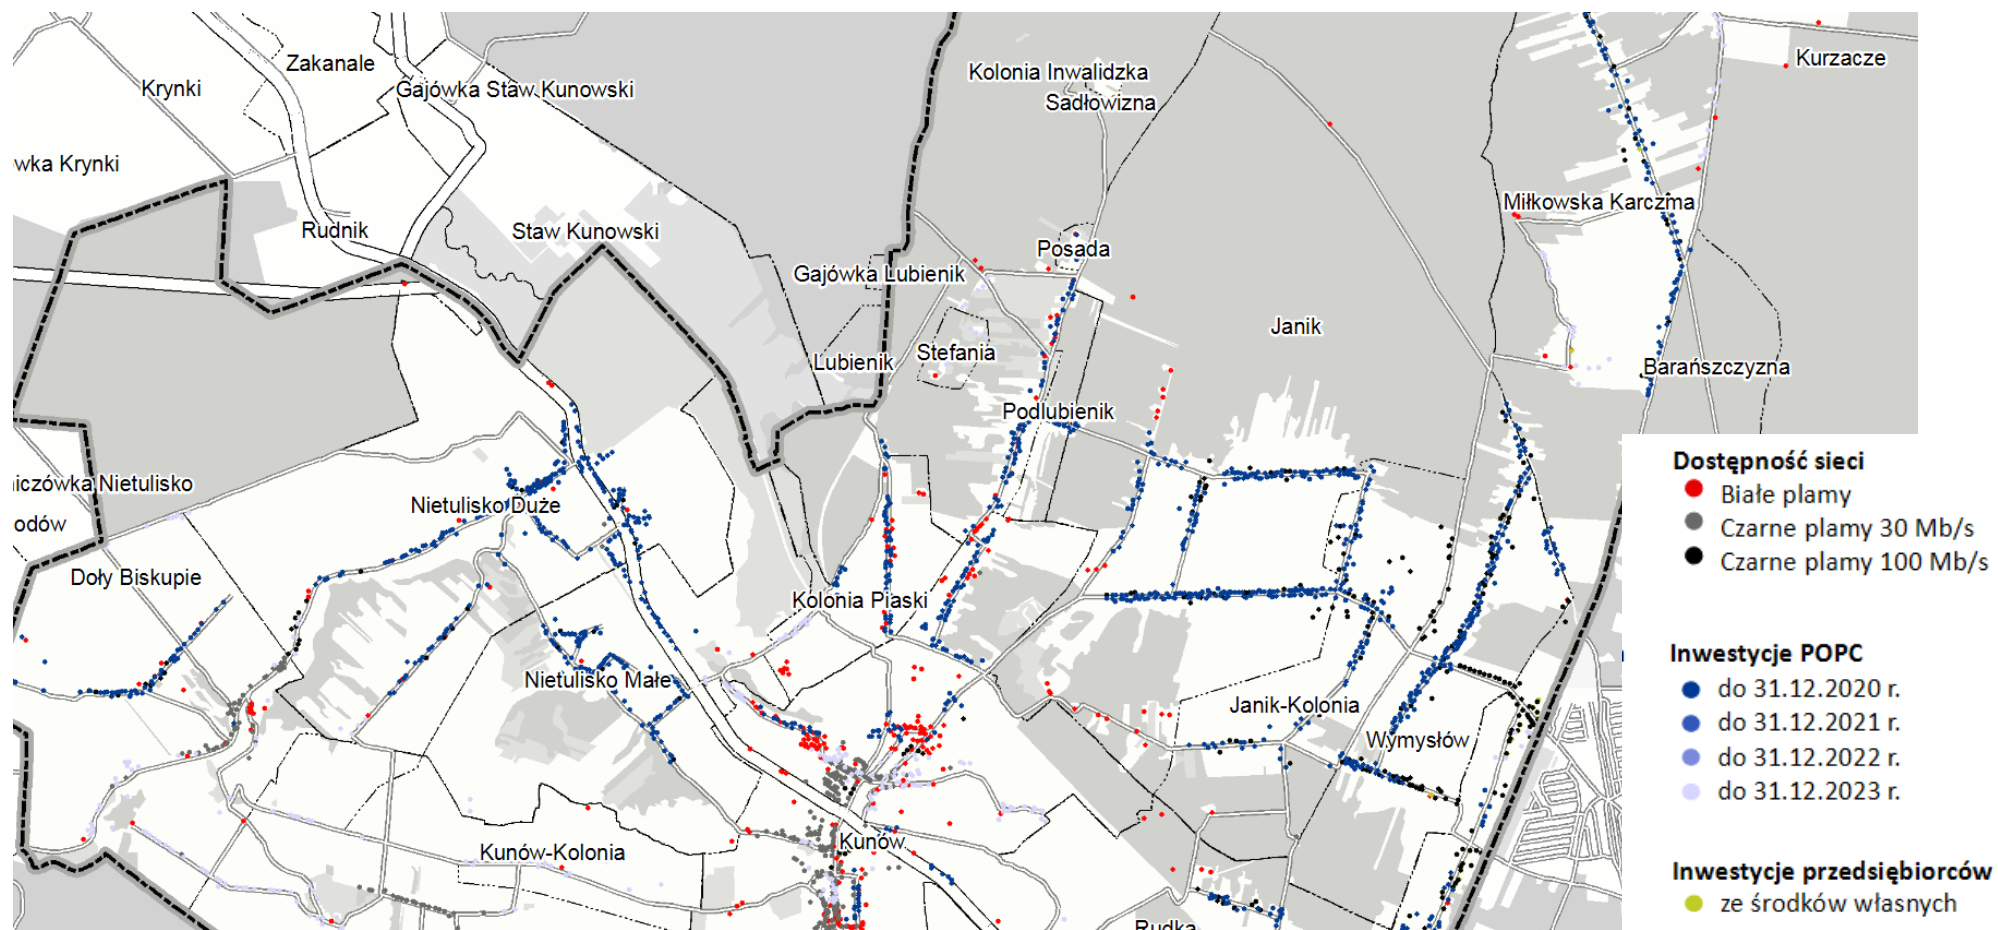 Zakanale
Krynki
Gajówka Staw Kunowski
Kolonia Inwalidzka
Sadłowizna
Kurzacze
wka Krynki
Rudnik
Staw Kunowski
Miłkowska Karczma
Posada
Gajówka Lubienik
Janik
Lubienik
Stefania
Barańszczyzna
Podlubienik
iczówka Nietulisko
odów
Nietulisko Duże
Doły Biskupie
Kolonia Piaski
Nietulisko Małe
Janik-Kolonia
Wymysłów
Kunów
Kunów-Kolonia
Rudka
Dostępność sieci
Białe plamy
Czarne plamy 30 Mb/s
Czarne plamy 100 Mb/s
Inwestycje POPC
do 31.12.2020 r.
do 31.12.2021 r.
do 31.12.2022 r.
do 31.12.2023 r.
Inwestycje przedsiębiorców
ze środków własnych